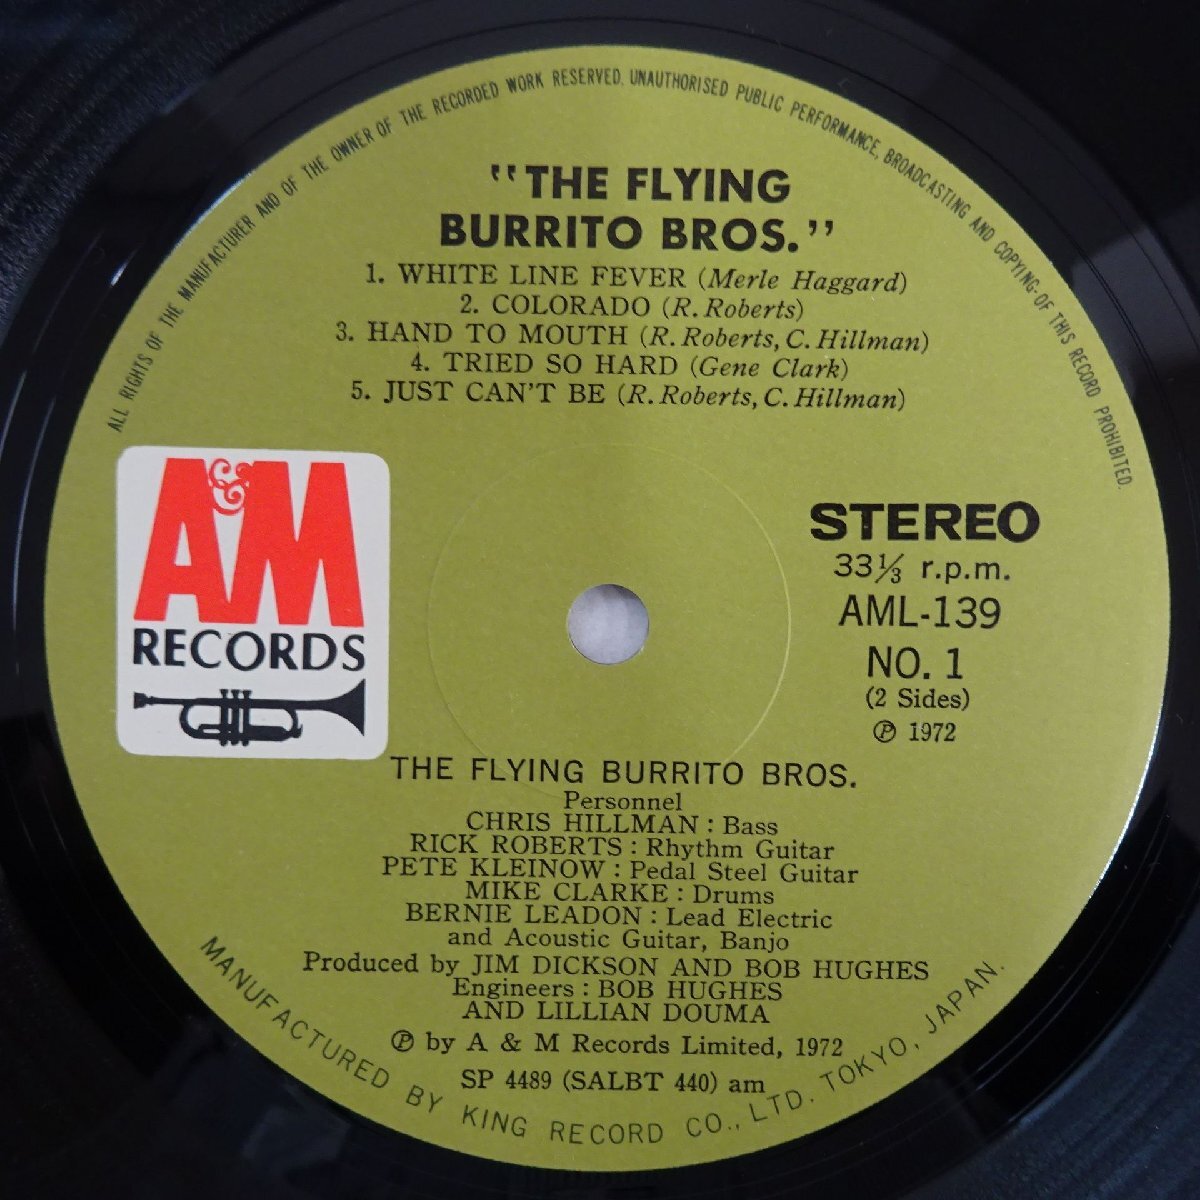 ALL RIGHTS OF THE MANUFACTURER AND OF THE OWNER OF THE RECORDED WORK RESERVED. UNAUTHORISED PUBLIC PERFORMANCE, BROADCASTING AND COPYING OF THIS RECORD PROHIBITED.
"THE FLYING
BURRITO BROS."
1. WHITE LINE FEVER (Merle Haggard)
2. COLORADO (R. Roberts)
3. HAND TO MOUTH (R. Roberts, C. Hillman)
4. TRIED SO HARD (Gene Clark)
5. JUST CAN'T BE (R. Roberts, C. Hillman)
A&M
RECORDS
STEREO
33⅓ r.p.m.
AML-139
NO. 1
(2 Sides)
℗ 1972
THE FLYING BURRITO BROS.
Personnel
CHRIS HILLMAN : Bass
RICK ROBERTS : Rhythm Guitar
PETE KLEINOW : Pedal Steel Guitar
MIKE CLARKE : Drums
BERNIE LEADON : Lead Electric
and Acoustic Guitar, Banjo
Produced by JIM DICKSON AND BOB HUGHES
Engineers : BOB HUGHES
AND LILLIAN DOUMA
℗ by A & M Records Limited, 1972
SP 4489 (SALBT 440) am
MANUFACTURED BY KING RECORD CO., LTD. TOKYO, JAPAN.